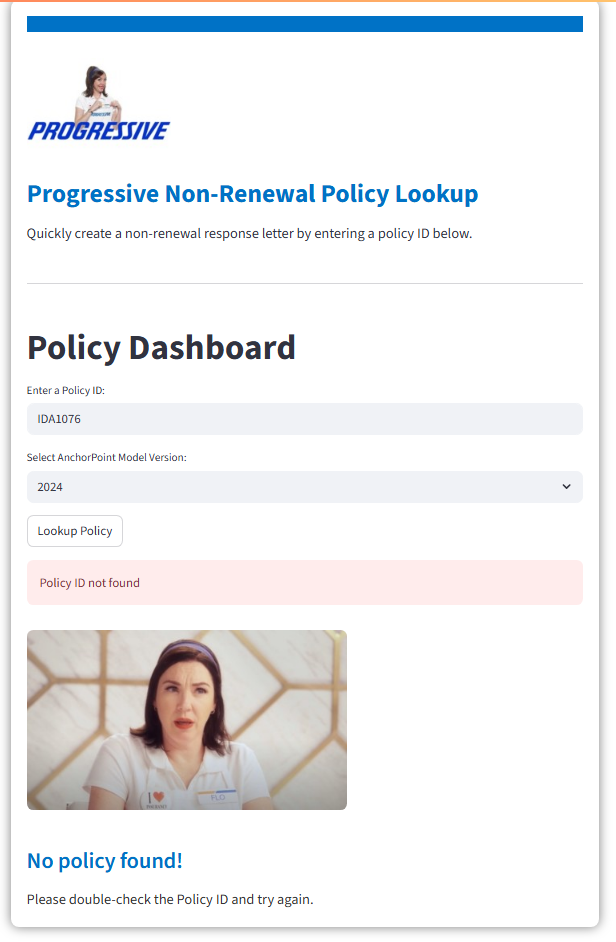 PROGRESSIVE
Progressive Non-Renewal Policy Lookup
Quickly create a non-renewal response letter by entering a policy ID below.
Policy Dashboard
Enter a Policy ID:
IDA1076
Select AnchorPoint Model Version:
2024
Lookup Policy
Policy ID not found
I ❤
FLO
No policy found!
Please double-check the Policy ID and try again.